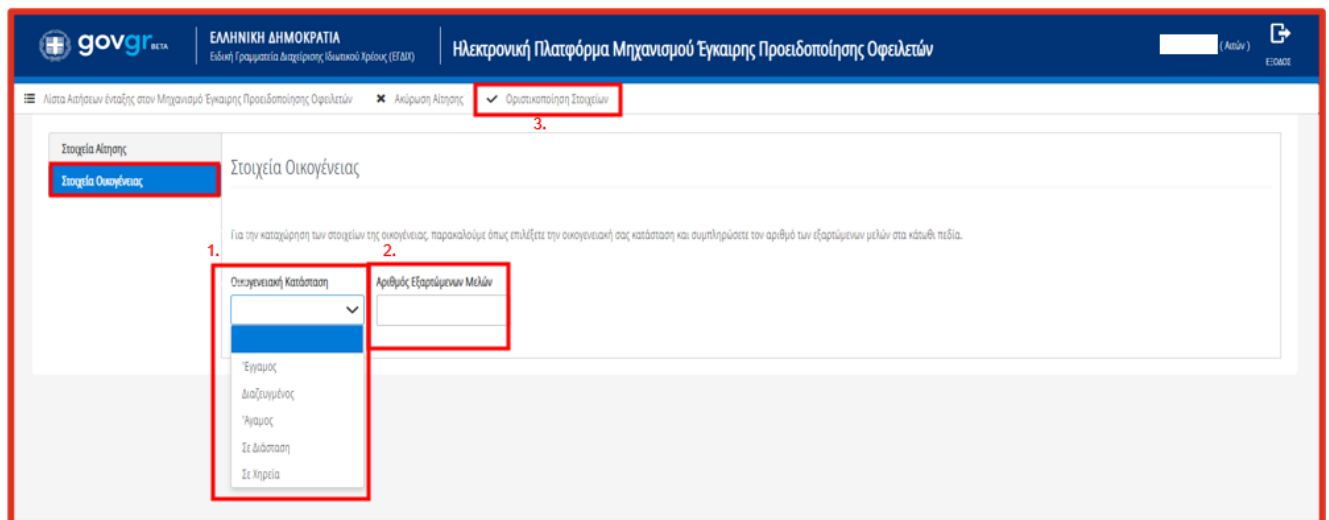 govgr BETA
ΕΛΛΗΝΙΚΗ ΔΗΜΟΚΡΑΤΙΑ
Ειδική Γραμματεία Διαχείρισης Ιδιωτικού Χρέους (ΕΓΔΙΧ)
Ηλεκτρονική Πλατφόρμα Μηχανισμού Έγκαιρης Προειδοποίησης Οφειλετών
( Αιτών )
ΕΞΟΔΟΣ
Λίστα Αιτήσεων ένταξης στον Μηχανισμό Έγκαιρης Προειδοποίησης Οφειλετών
Ακύρωση Αίτησης
Οριστικοποίηση Στοιχείων
3.
Στοιχεία Αίτησης
Στοιχεία Οικογένειας
Στοιχεία Οικογένειας
Για την καταχώρηση των στοιχείων της οικογένειας, παρακαλούμε όπως επιλέξετε την οικογενειακή σας κατάσταση και συμπληρώσετε τον αριθμό των εξαρτώμενων μελών στα κάτωθι πεδία.
1.
2.
Οικογενειακή Κατάσταση
Αριθμός Εξαρτώμενων Μελών
Έγγαμος
Διαζευγμένος
Άγαμος
Σε Διάσταση
Σε Χηρεία